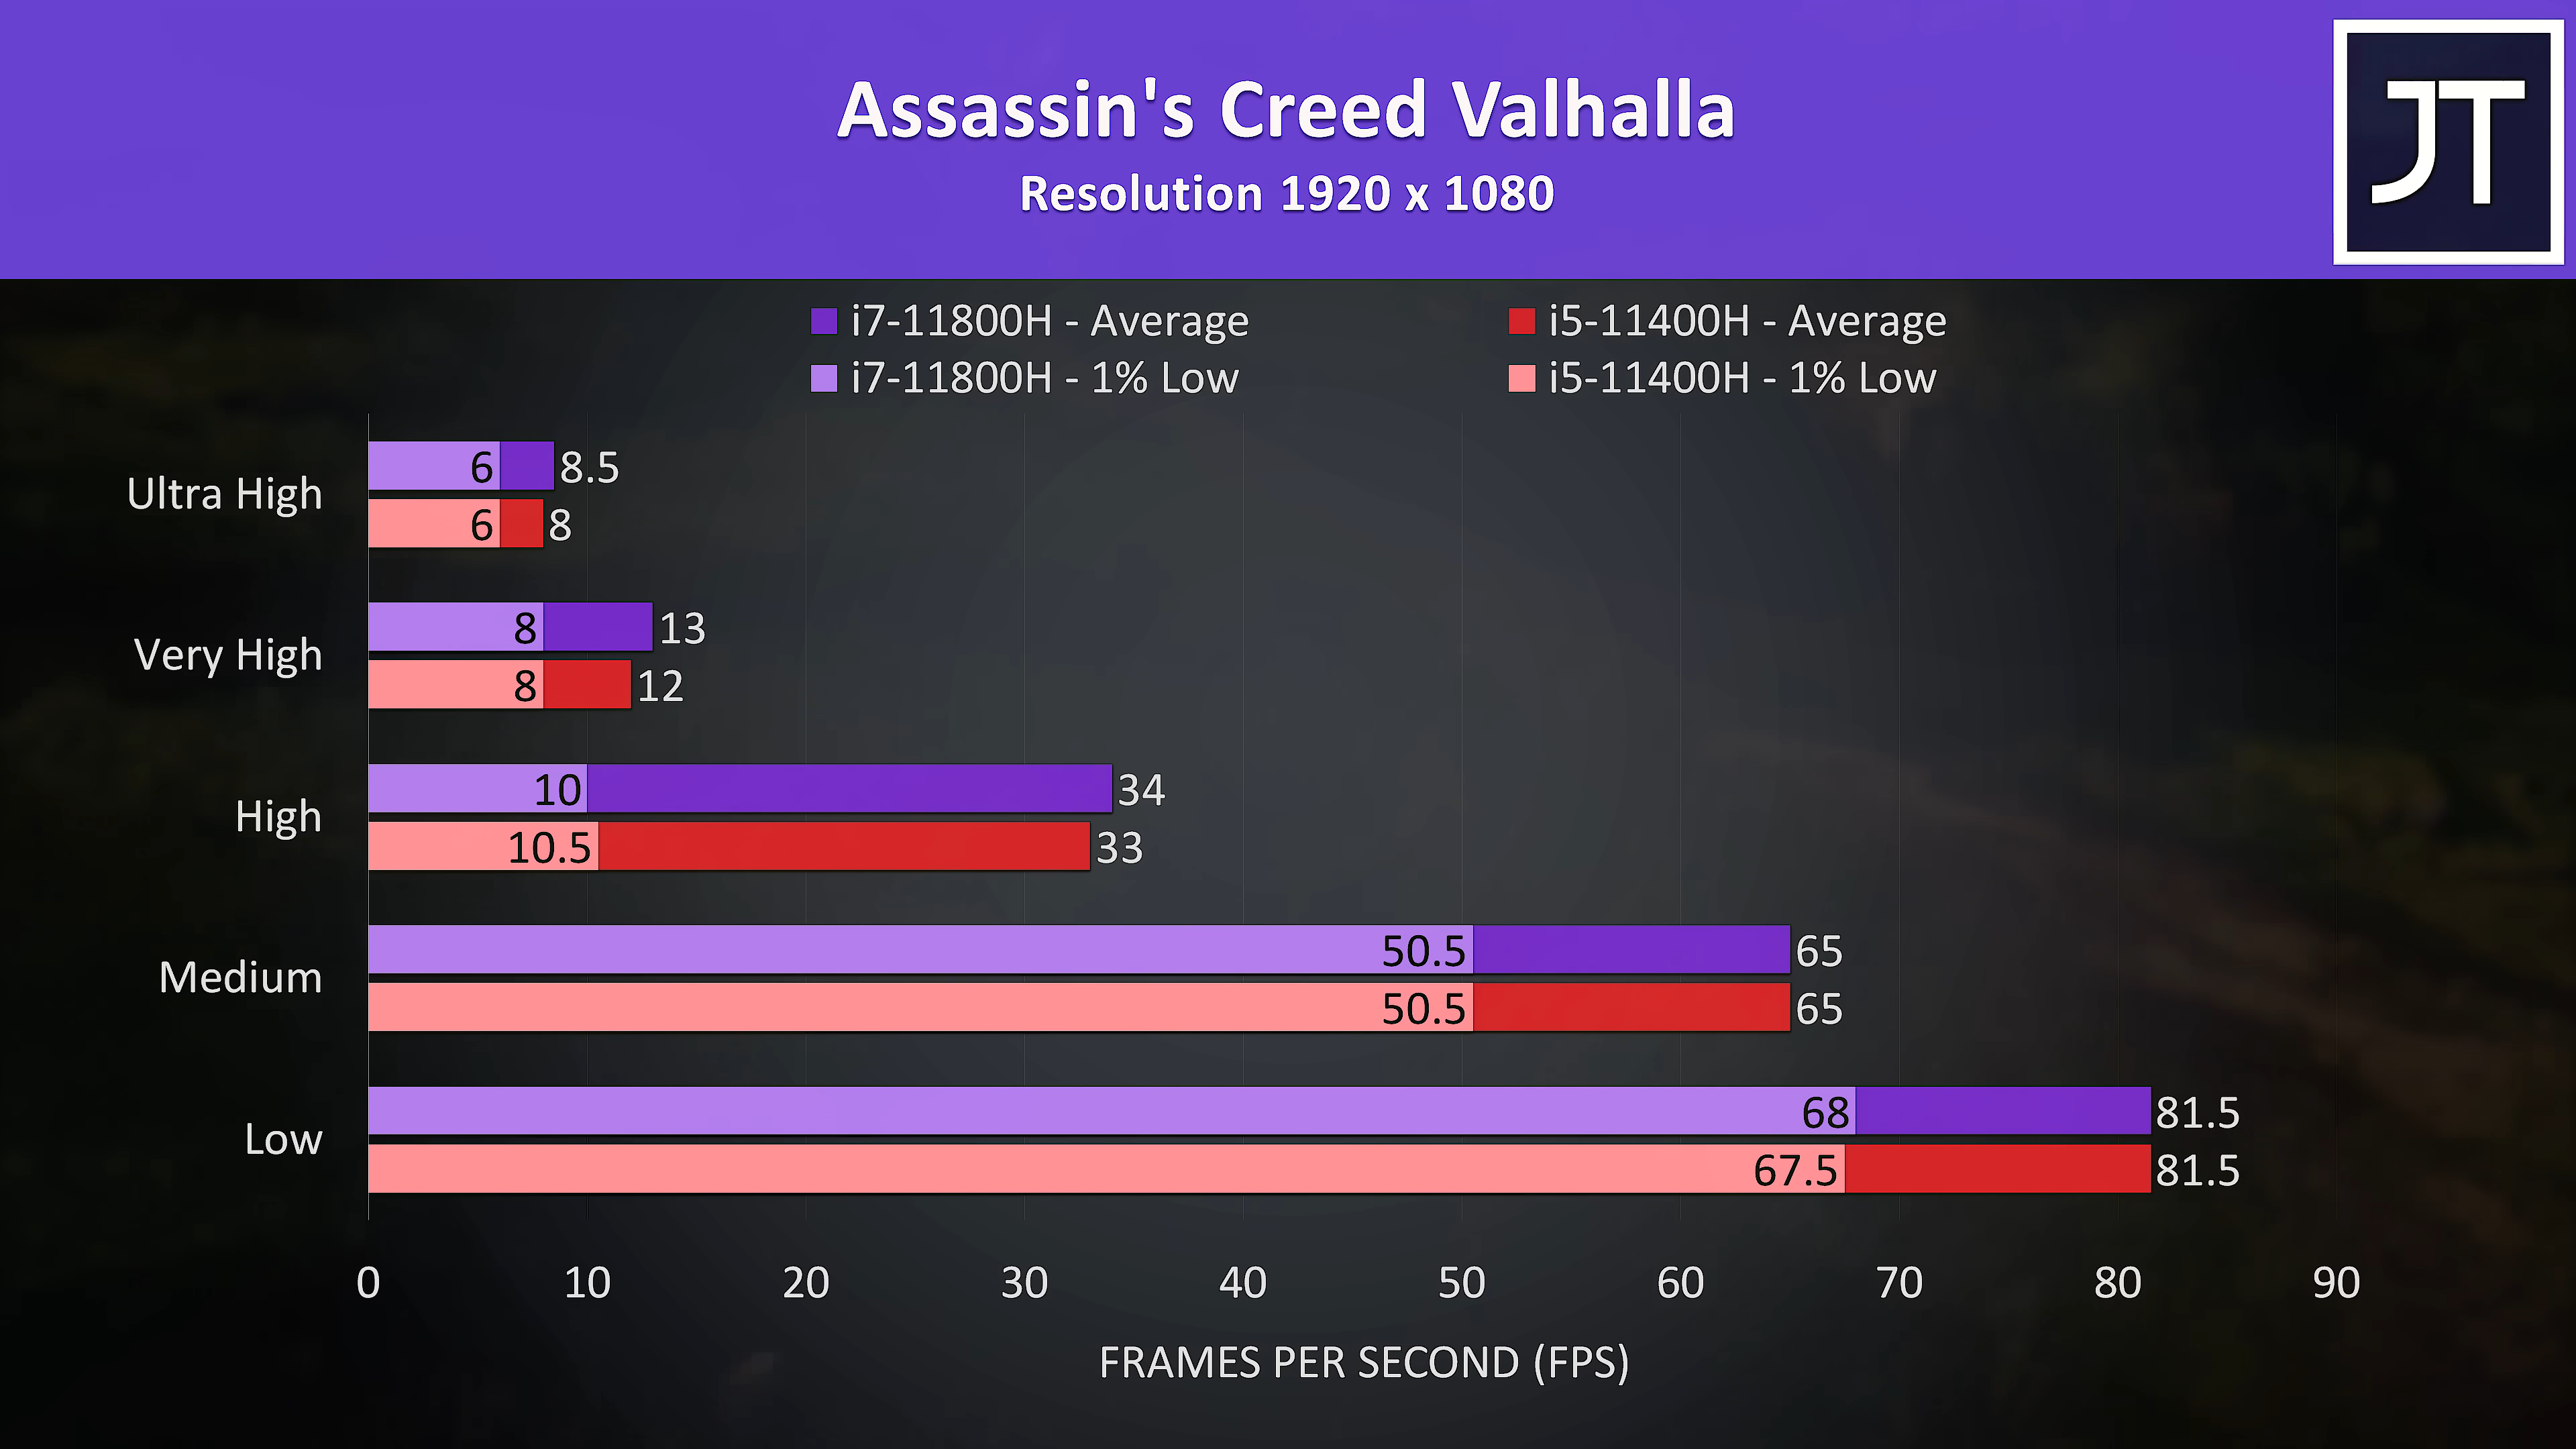 Assassin's Creed Valhalla
Resolution 1920 x 1080
JT
i7-11800H - Average
i5-11400H - Average
i7-11800H - 1% Low
i5-11400H - 1% Low
Ultra High
6
8.5
6
8
Very High
8
13
8
12
High
10
34
10.5
33
Medium
50.5
65
50.5
65
Low
68
81.5
67.5
81.5
0 10 20 30 40 50 60 70 80 90
FRAMES PER SECOND (FPS)